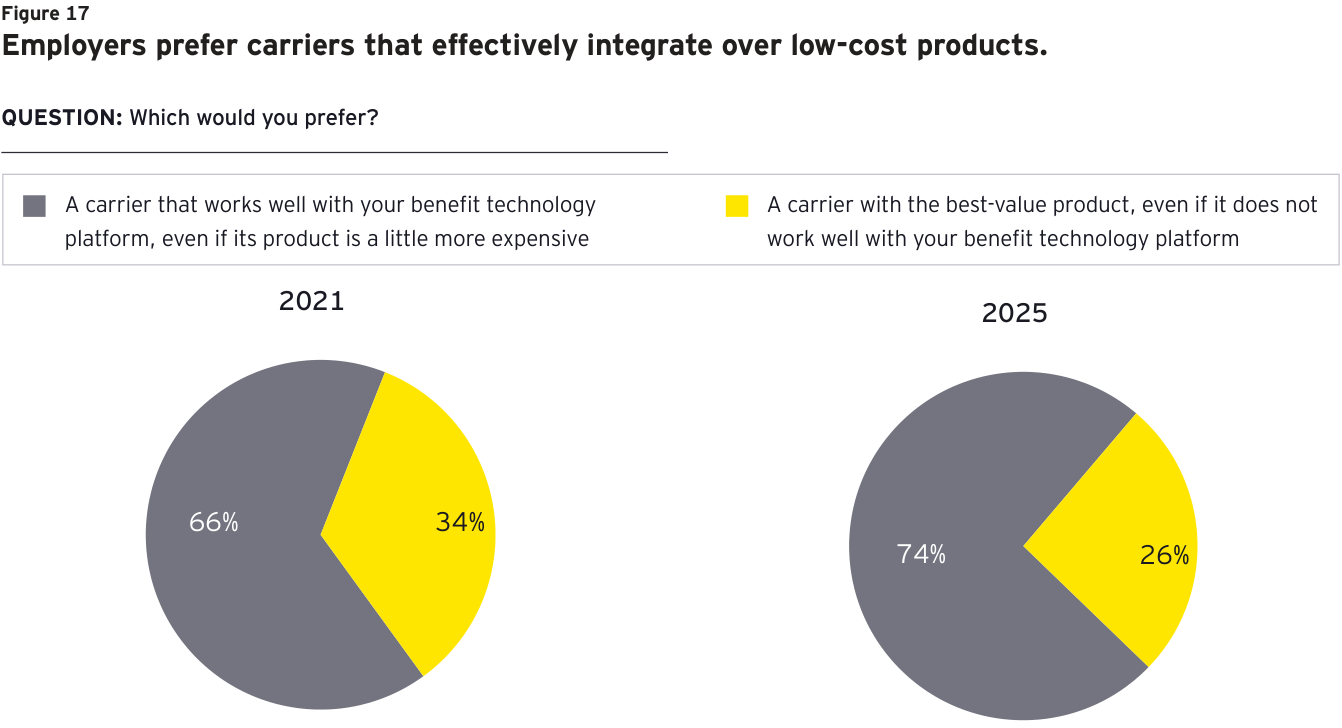 Figure 17
Employers prefer carriers that effectively integrate over low-cost products.
QUESTION: Which would you prefer?
A carrier that works well with your benefit technology
platform, even if its product is a little more expensive
A carrier with the best-value product, even if it does not
work well with your benefit technology platform
2021
66%
34%
2025
74%
26%